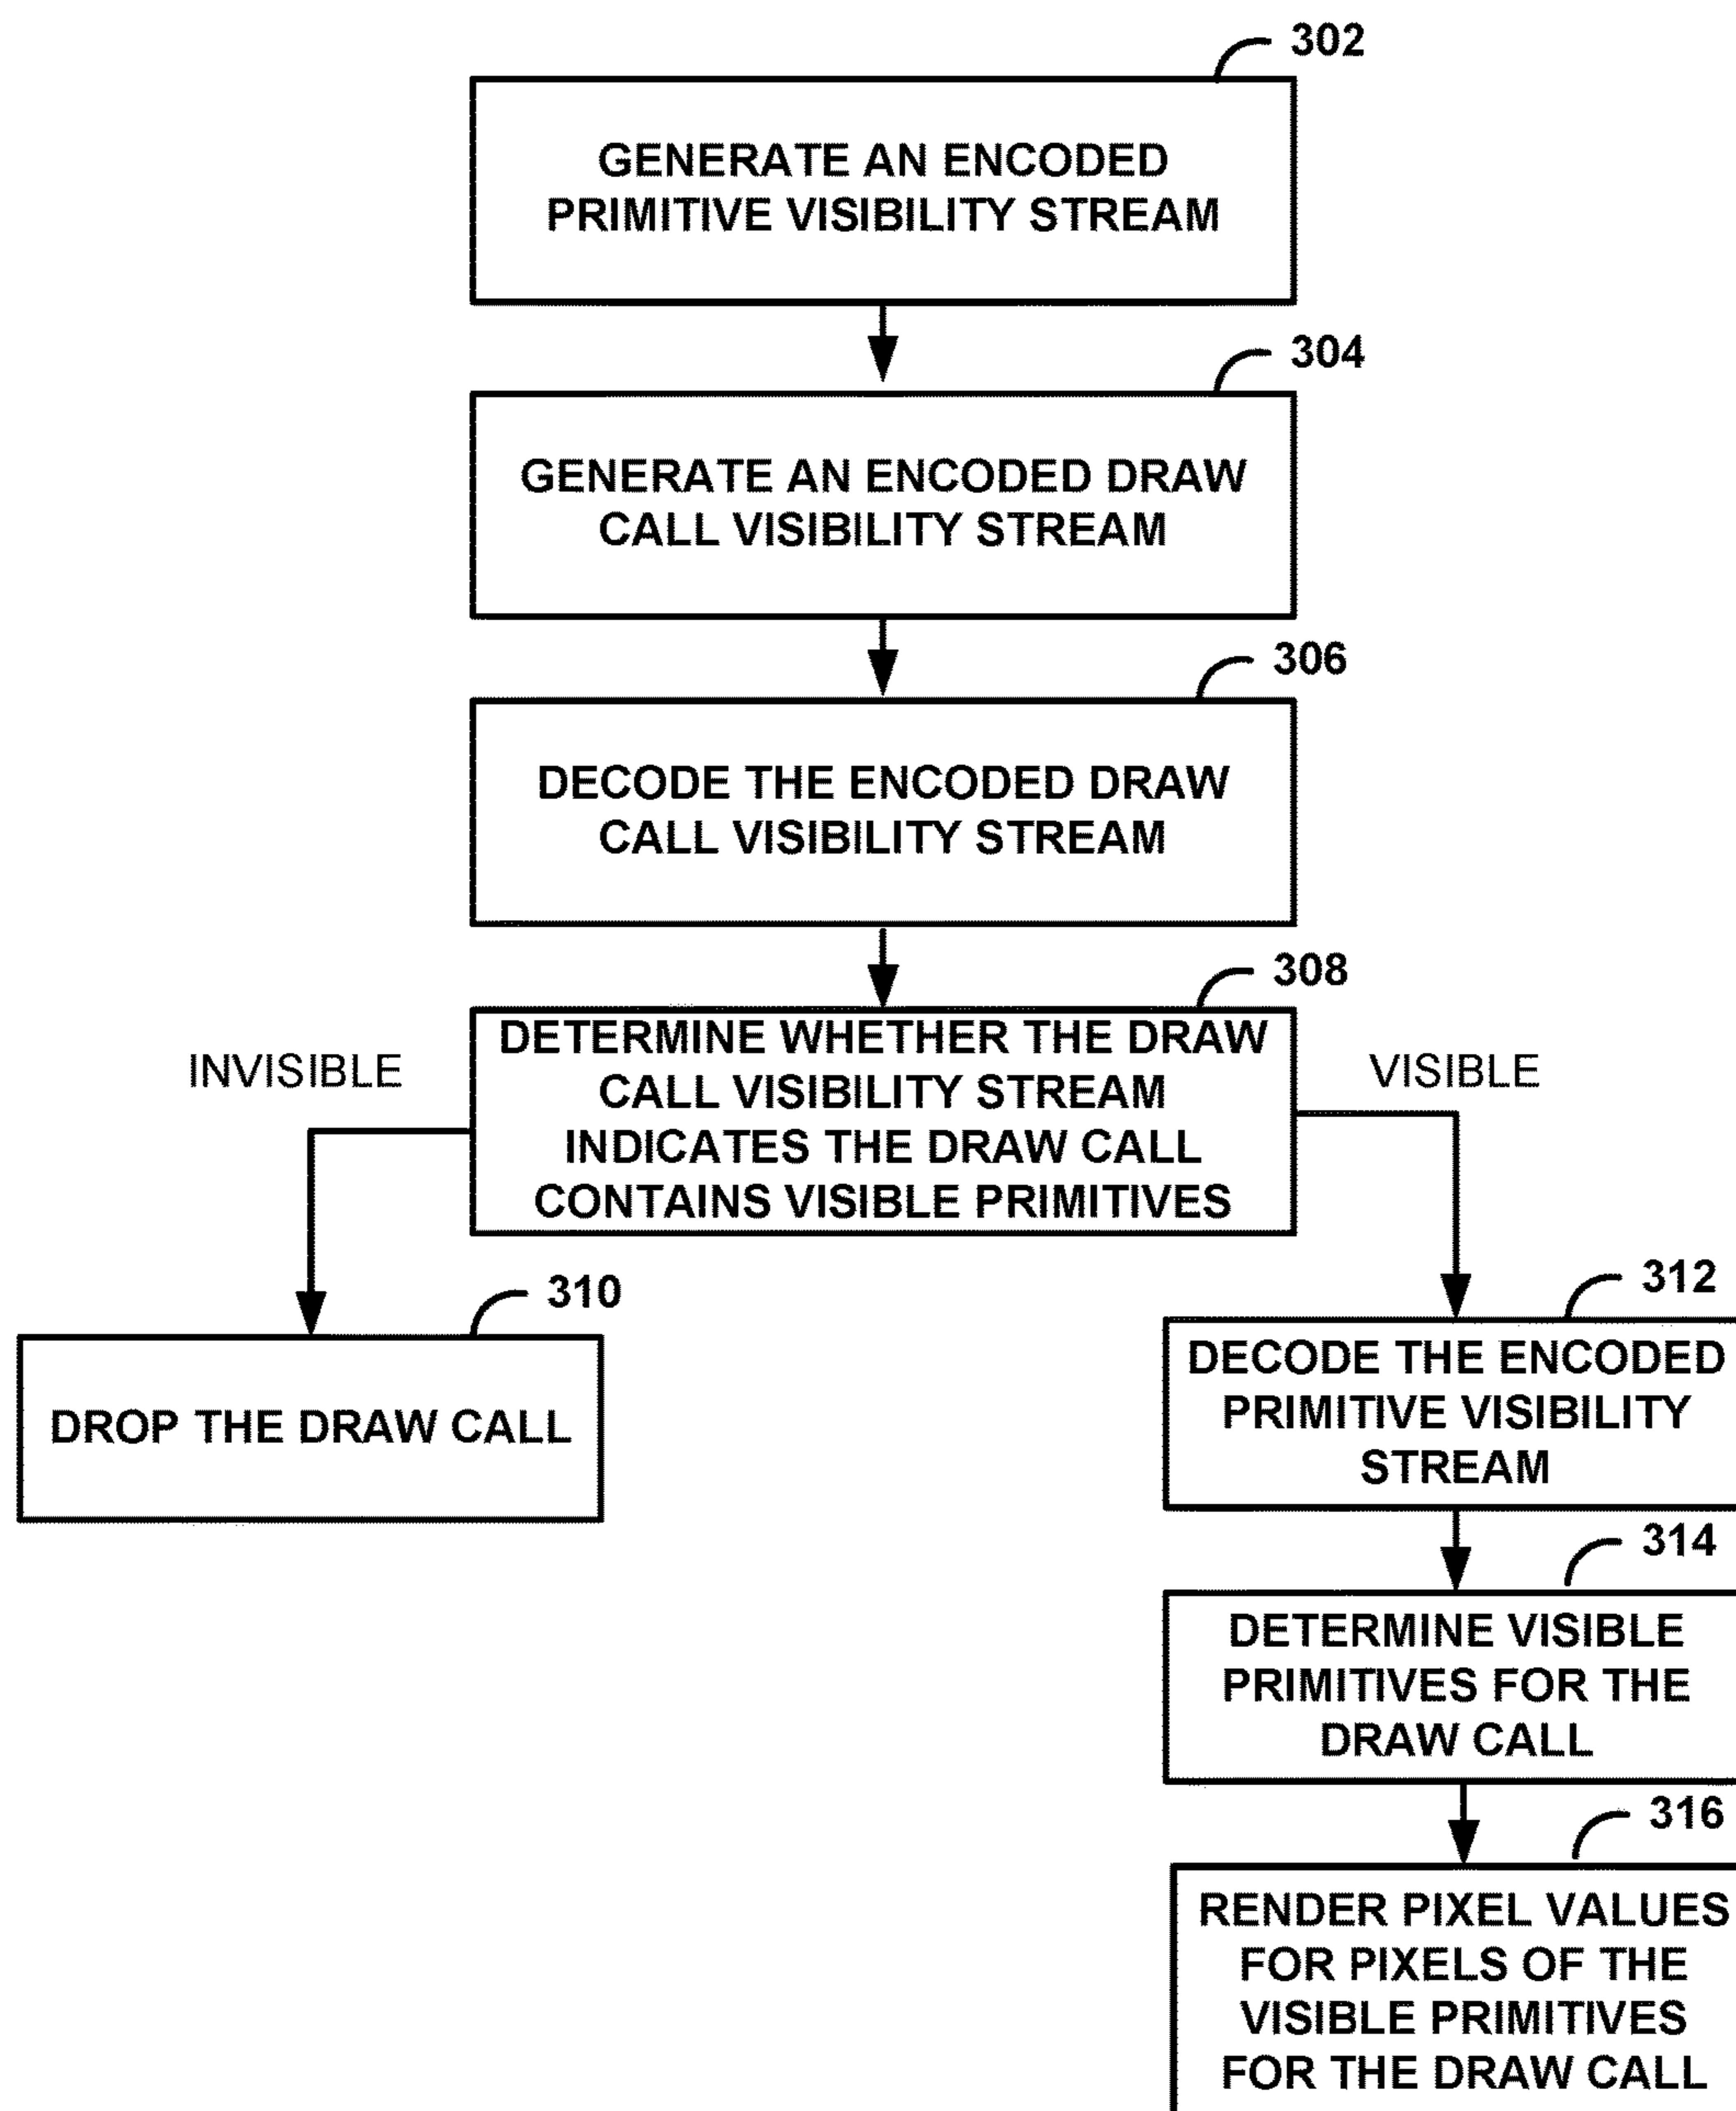 302
GENERATE AN ENCODED
PRIMITIVE VISIBILITY STREAM
304
GENERATE AN ENCODED DRAW
CALL VISIBILITY STREAM
306
DECODE THE ENCODED DRAW
CALL VISIBILITY STREAM
308
DETERMINE WHETHER THE DRAW
CALL VISIBILITY STREAM
INDICATES THE DRAW CALL
CONTAINS VISIBLE PRIMITIVES
INVISIBLE
VISIBLE
310
DROP THE DRAW CALL
312
DECODE THE ENCODED
PRIMITIVE VISIBILITY
STREAM
314
DETERMINE VISIBLE
PRIMITIVES FOR THE
DRAW CALL
316
RENDER PIXEL VALUES
FOR PIXELS OF THE
VISIBLE PRIMITIVES
FOR THE DRAW CALL